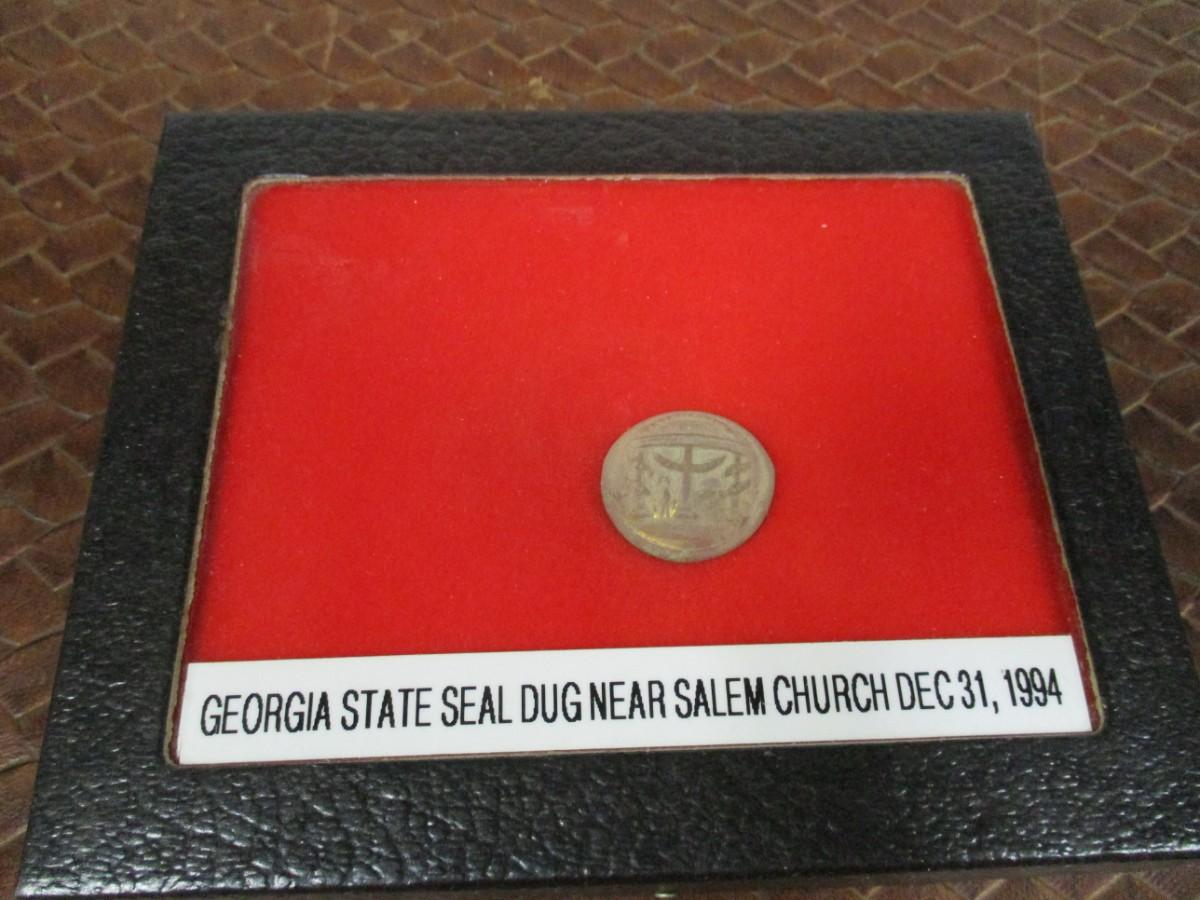 GEORGIA STATE SEAL DUG NEAR SALEM CHURCH DEC 31, 1994